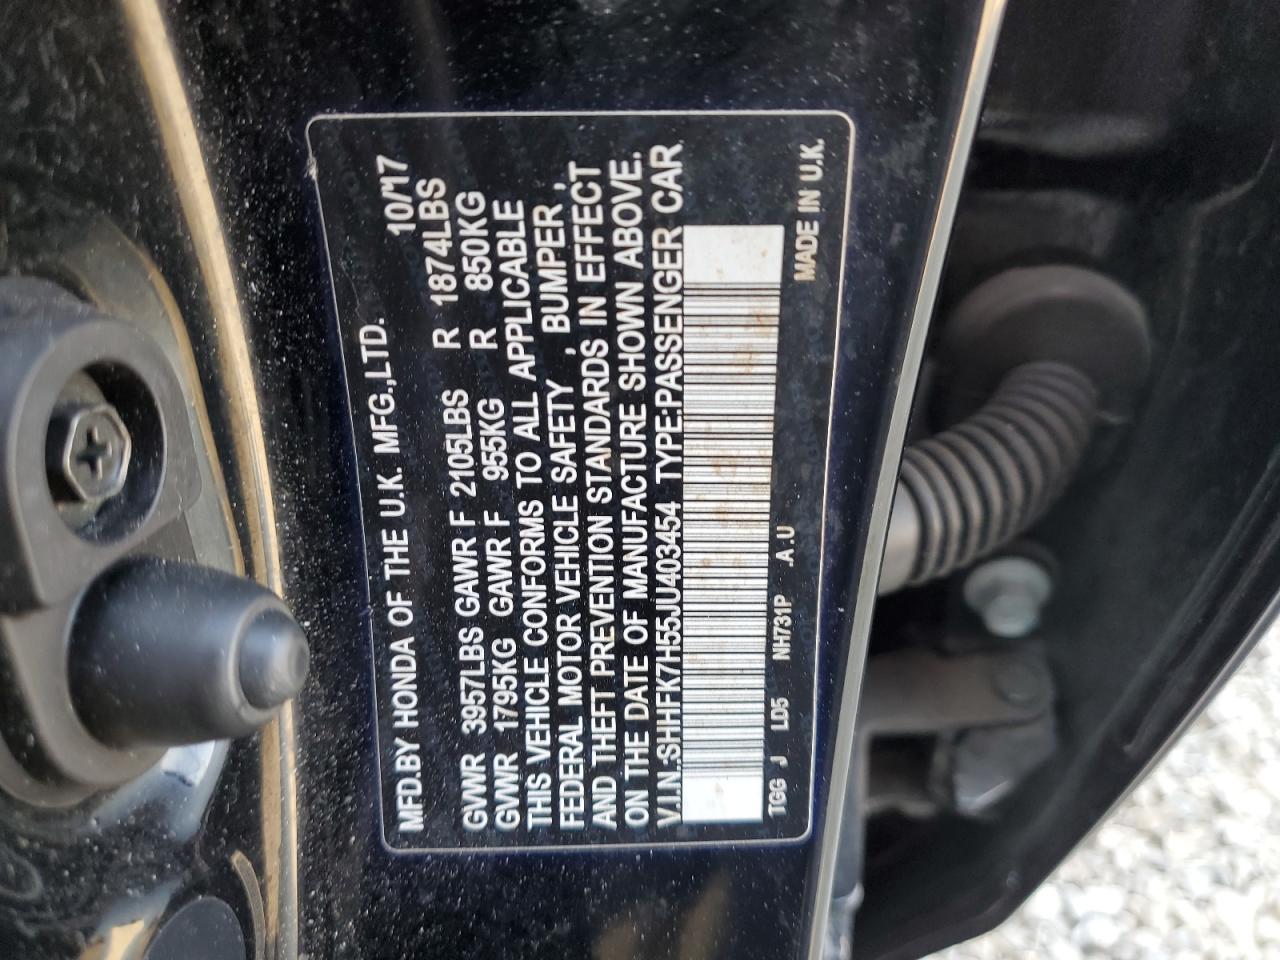 MFD.BY HONDA OF THE U.K. MFG.,LTD. 10/17
GVWR 3957LBS GAWR F 2105LBS R 1874LBS
GVWR 1795KG GAWR F 955KG R 850KG
THIS VEHICLE CONFORMS TO ALL APPLICABLE
FEDERAL MOTOR VEHICLE SAFETY , BUMPER ,
AND THEFT PREVENTION STANDARDS IN EFFECT
ON THE DATE OF MANUFACTURE SHOWN ABOVE.
V.I.N.:SHHFK7H55JU403454 TYPE:PASSENGER CAR
TGG J LD5 NH731P .A.U MADE IN U.K.